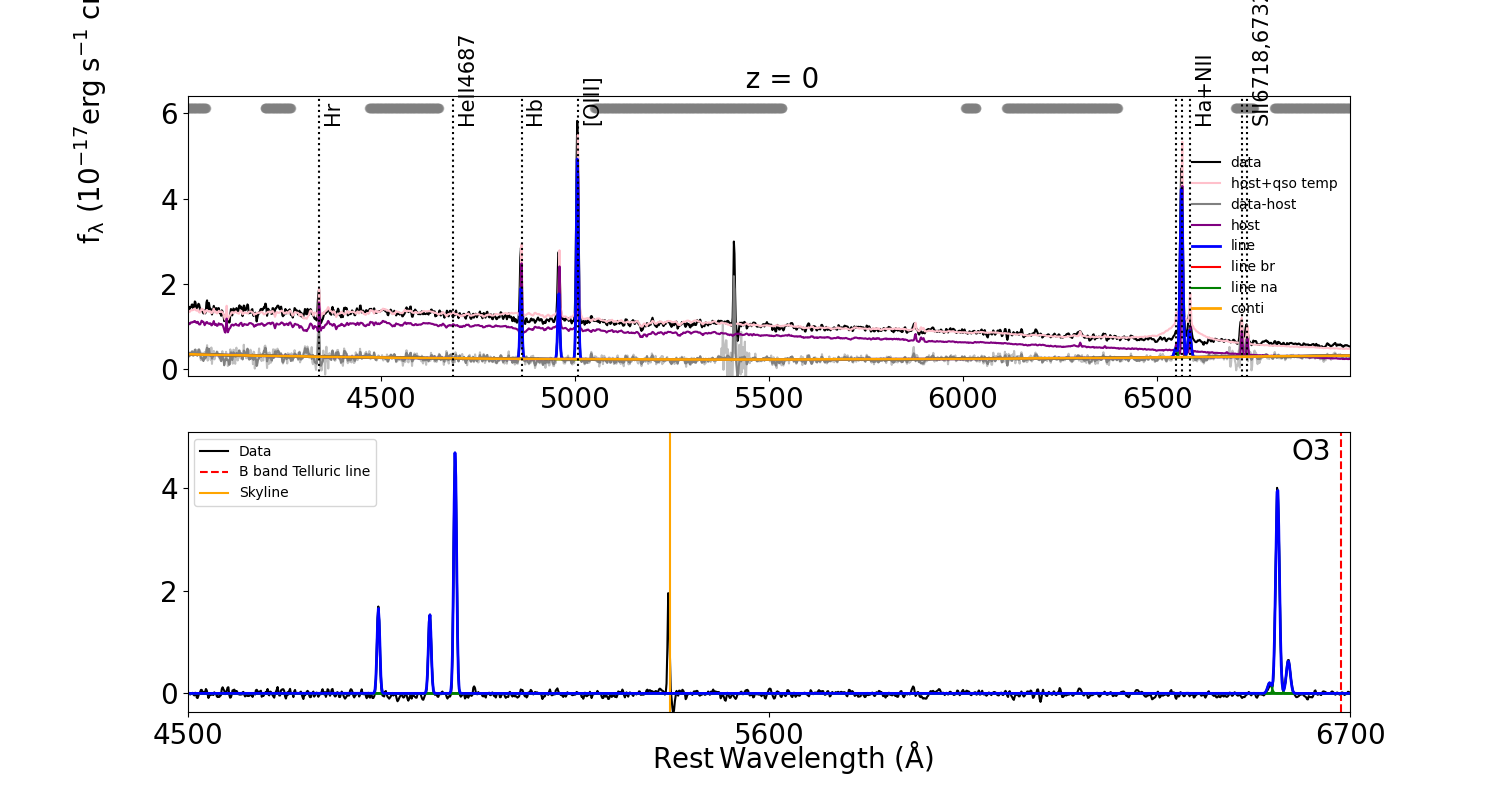 z = 0
f_λ (10^{-17} erg s^{-1} c
Hr
HeII4687
Hb
[OIII]
Ha+NII
SII6718,673
6
4
2
0
data
host+qso temp
data-host
host
line
line br
line na
conti
4500
5000
5500
6000
6500
Data
B band Telluric line
Skyline
O3
4
2
0
4500
5600
6700
Rest Wavelength (Å)